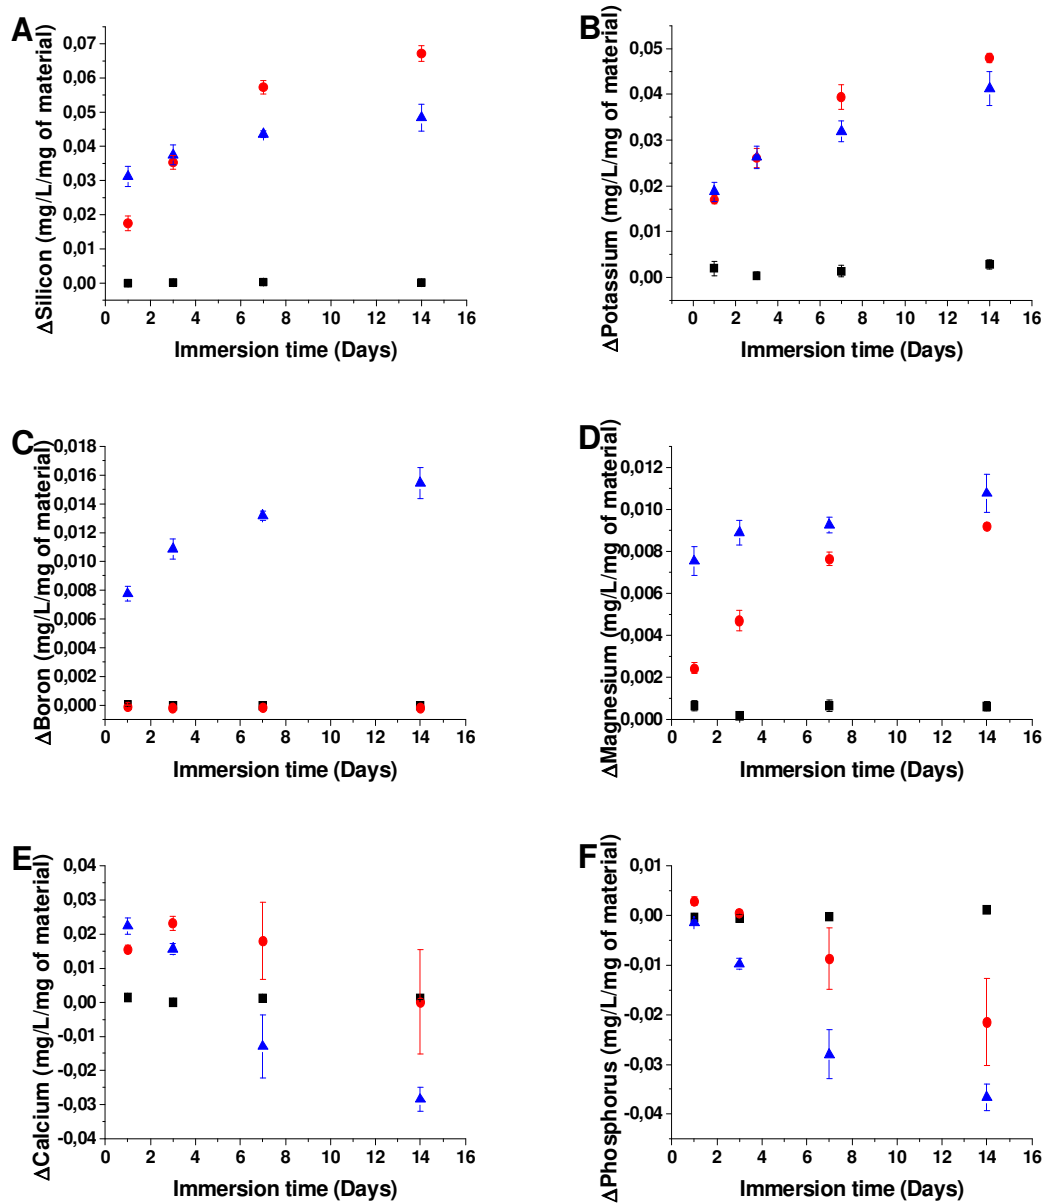 A
ΔSilicon (mg/L/mg of material)
0,07
0,06
0,05
0,04
0,03
0,02
0,01
0,00
0 2 4 6 8 10 12 14 16
Immersion time (Days)
B
ΔPotassium (mg/L/mg of material)
0,05
0,04
0,03
0,02
0,01
0,00
0 2 4 6 8 10 12 14 16
Immersion time (Days)
C
ΔBoron (mg/L/mg of material)
0,018
0,016
0,014
0,012
0,010
0,008
0,006
0,004
0,002
0,000
0 2 4 6 8 10 12 14 16
Immersion time (Days)
D
ΔMagnesium (mg/L/mg of material)
0,012
0,010
0,008
0,006
0,004
0,002
0,000
0 2 4 6 8 10 12 14 16
Immersion time (Days)
E
ΔCalcium (mg/L/mg of material)
0,04
0,03
0,02
0,01
0,00
-0,01
-0,02
-0,03
-0,04
0 2 4 6 8 10 12 14 16
Immersion time (Days)
F
ΔPhosphorus (mg/L/mg of material)
0,01
0,00
-0,01
-0,02
-0,03
-0,04
0 2 4 6 8 10 12 14 16
Immersion time (Days)